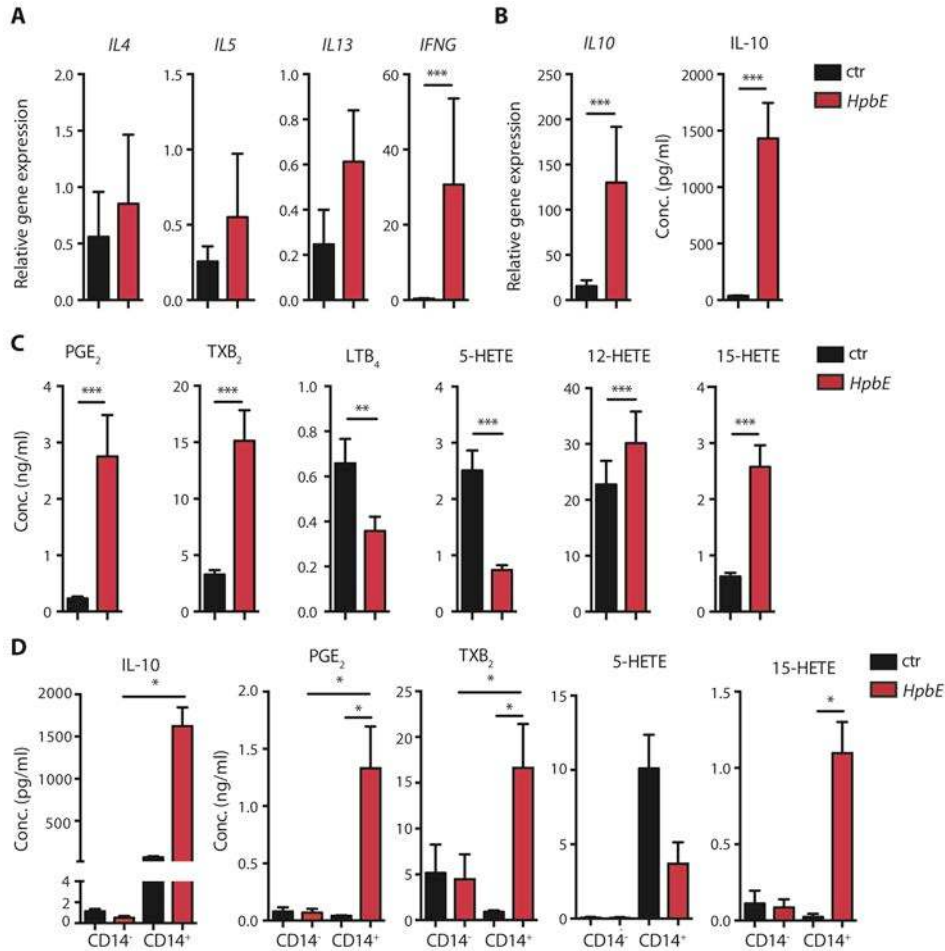 A
B
IL4
IL5
IL13
IFNG
IL10
IL-10
ctr
HpbE
Relative gene expression
2.0
1.5
1.0
0.5
0.0
1.5
1.0
0.5
0.0
1.0
0.8
0.6
0.4
0.2
0.0
60
40
20
0
***
Relative gene expression
250
200
150
100
50
0
***
Conc. (pg/ml)
2000
1500
1000
500
0
***
C
PGE2
TXB2
LTB4
5-HETE
12-HETE
15-HETE
ctr
HpbE
Conc. (ng/ml)
4
3
2
1
0
***
20
15
10
5
0
***
1.0
0.8
0.6
0.4
0.2
0.0
**
4
3
2
1
0
***
40
30
20
10
0
***
4
3
2
1
0
***
D
IL-10
PGE2
TXB2
5-HETE
15-HETE
ctr
HpbE
Conc. (pg/ml)
2000
1500
1000
500
4
2
0
*
CD14- CD14+
Conc. (ng/ml)
2.0
1.5
1.0
0.5
0.0
*
*
CD14- CD14+
25
20
15
10
5
0
*
*
CD14- CD14+
15
10
5
0
CD14- CD14+
1.5
1.0
0.5
0.0
*
CD14- CD14+